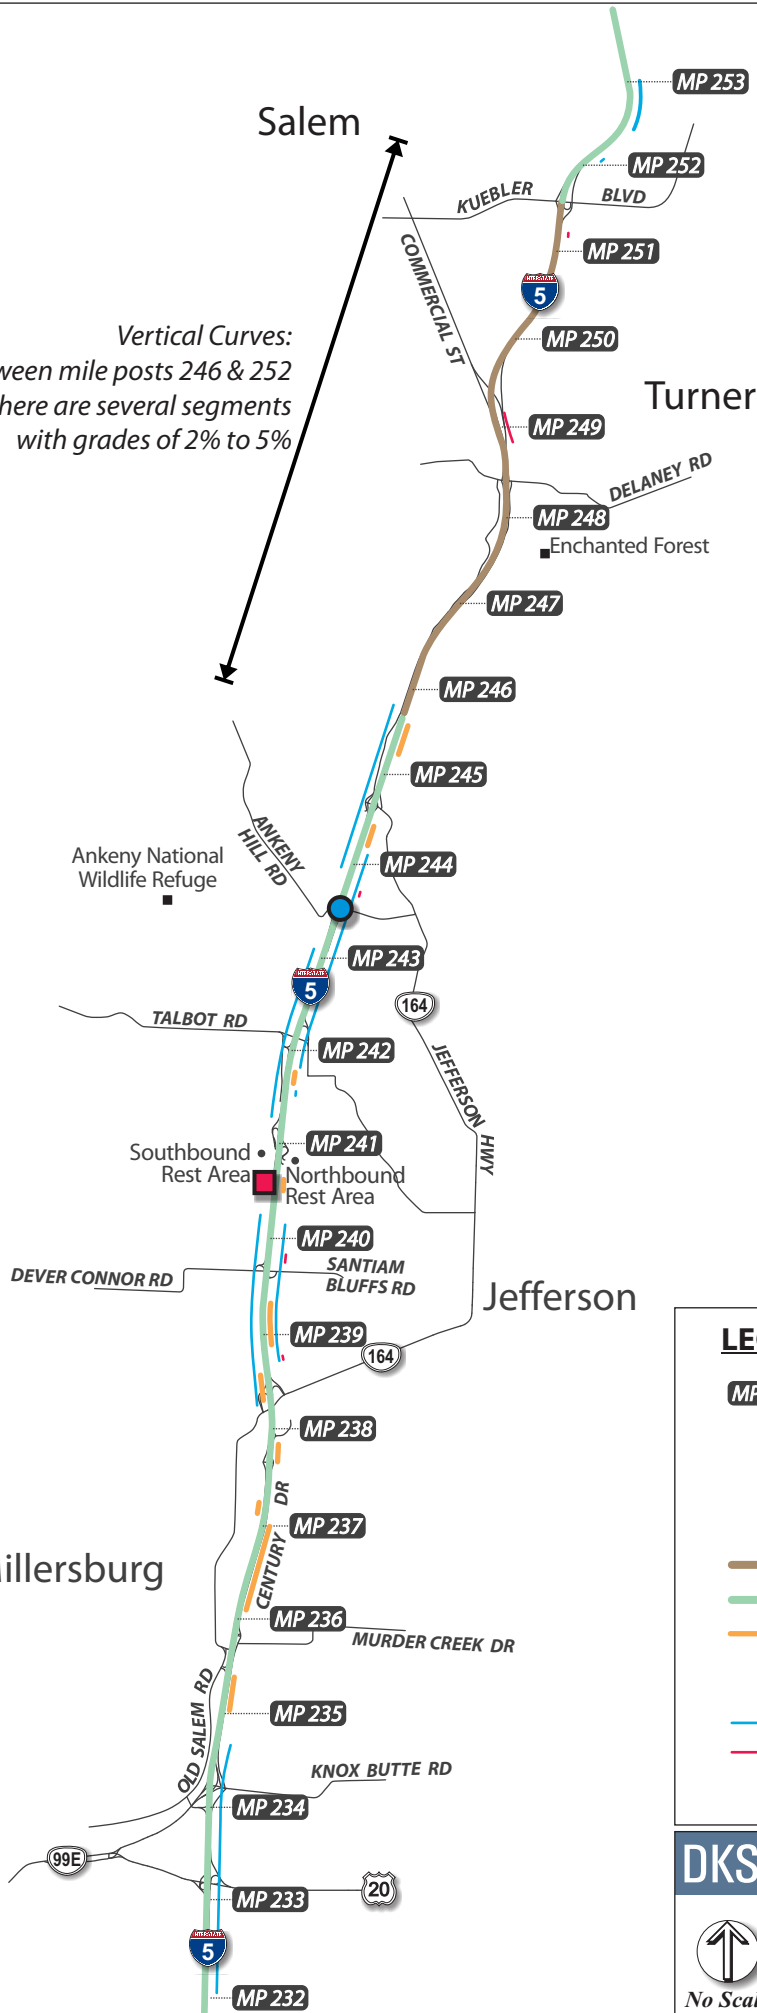 MP 253
Salem
MP 252
KUEBLER BLVD
MP 251
COMMERCIAL ST
INTERSTATE
5
Vertical Curves:
ween mile posts 246 & 252
here are several segments
with grades of 2% to 5%
MP 250
Turner
MP 249
DELANEY RD
MP 248
Enchanted Forest
MP 247
MP 246
MP 245
ANKENY
HILL RD
Ankeny National
Wildlife Refuge
MP 244
MP 243
INTERSTATE
5
164
TALBOT RD
MP 242
JEFFERSON HWY
MP 241
Southbound
Rest Area
Northbound
Rest Area
MP 240
DEVER CONNOR RD
SANTIAM
BLUFFS RD
Jefferson
MP 239
164
MP 238
CENTURY DR
MP 237
illersburg
MP 236
MURDER CREEK DR
OLD SALEM RD
MP 235
KNOX BUTTE RD
MP 234
99E
20
MP 233
INTERSTATE
5
MP 232
LE
MP
DKS
No Scal